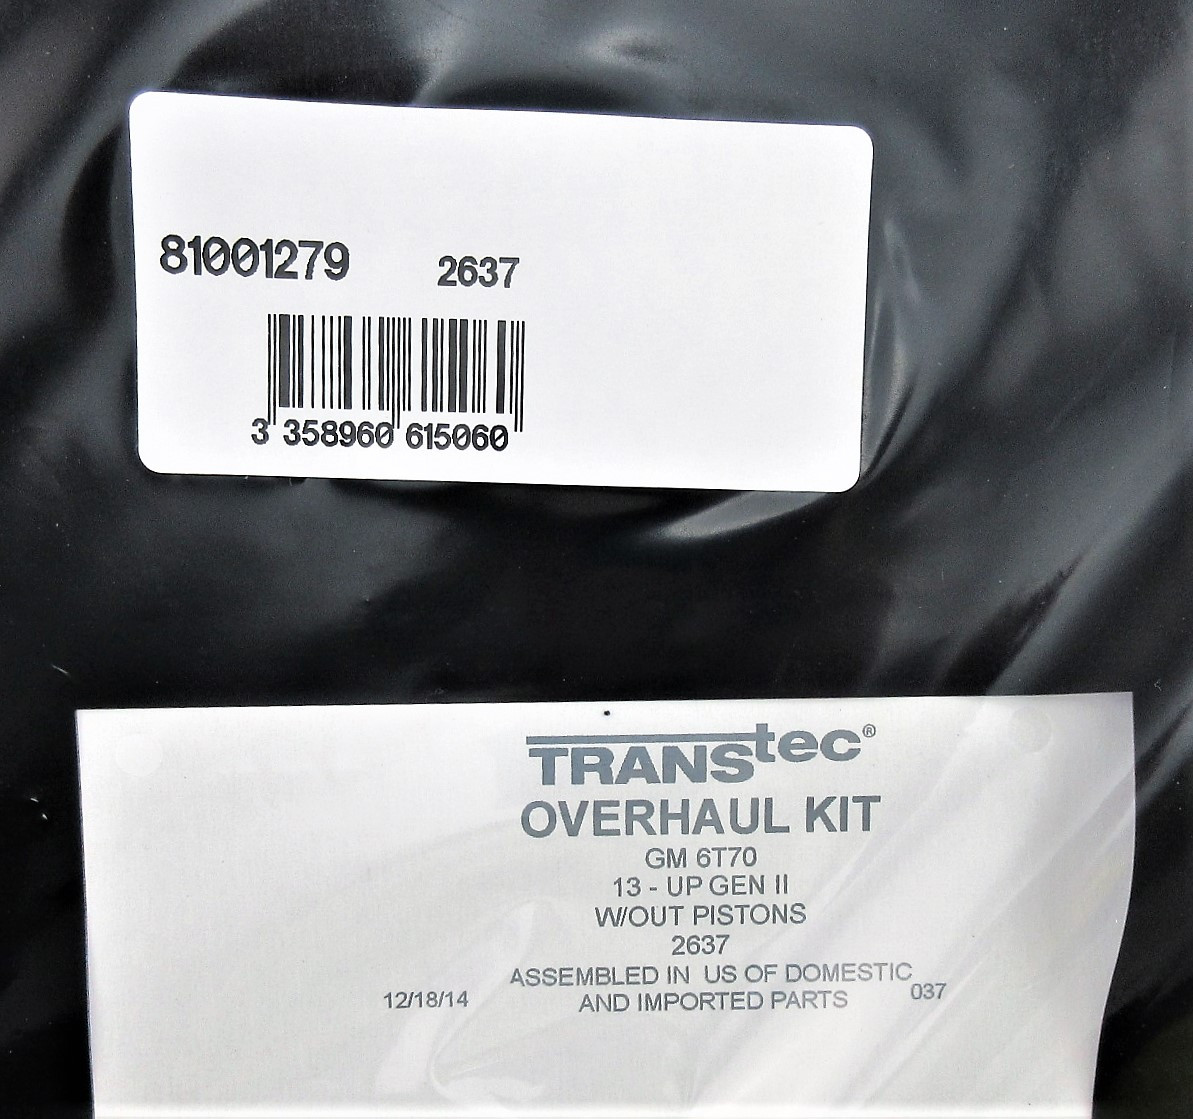 81001279 2637
3 358960 615060
TRANStec®
OVERHAUL KIT
GM 6T70
13 - UP GEN II
W/OUT PISTONS
2637
ASSEMBLED IN US OF DOMESTIC
12/18/14 AND IMPORTED PARTS 037